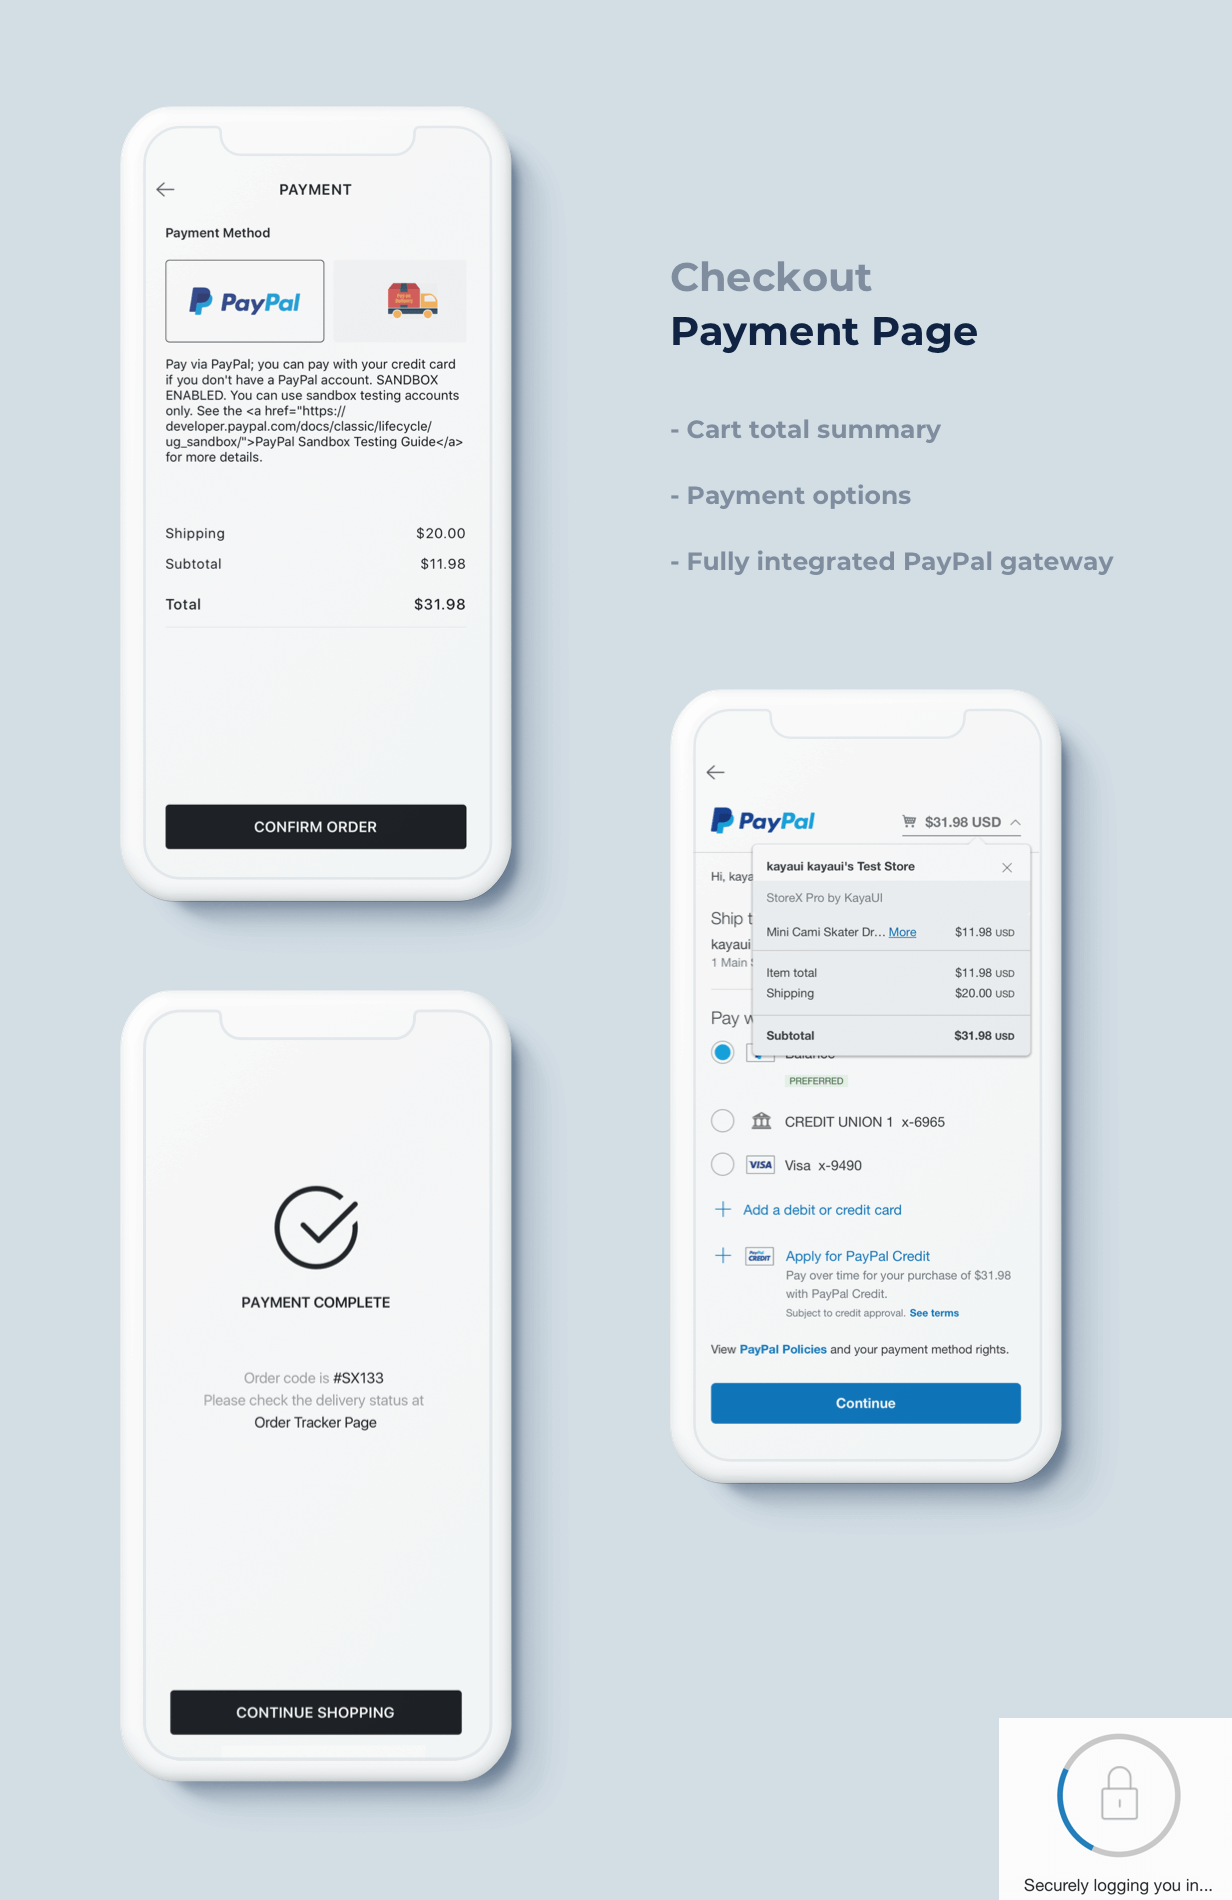 PAYMENT
Payment Method
PayPal
Pay on
Delivery
Pay via PayPal; you can pay with your credit card
if you don't have a PayPal account. SANDBOX
ENABLED. You can use sandbox testing accounts
only. See the <a href="https://
developer.paypal.com/docs/classic/lifecycle/
ug_sandbox/">PayPal Sandbox Testing Guide</a>
for more details.
Shipping $20.00
Subtotal $11.98
Total $31.98
CONFIRM ORDER
Checkout
Payment Page
- Cart total summary
- Payment options
- Fully integrated PayPal gateway
PayPal $31.98 USD
kayaui kayaui's Test Store
Hi, kaya
StoreX Pro by KayaUI
Ship t
Mini Cami Skater Dr... More $11.98 USD
kayaui
1 Main
Item total $11.98 USD
Shipping $20.00 USD
Pay w
Subtotal $31.98 USD
Balance
PREFERRED
CREDIT UNION 1 x-6965
VISA Visa x-9490
Add a debit or credit card
PayPal CREDIT Apply for PayPal Credit
Pay over time for your purchase of $31.98
with PayPal Credit.
Subject to credit approval. See terms
View PayPal Policies and your payment method rights.
Continue
PAYMENT COMPLETE
Order code is #SX133
Please check the delivery status at
Order Tracker Page
CONTINUE SHOPPING
Securely logging you in...